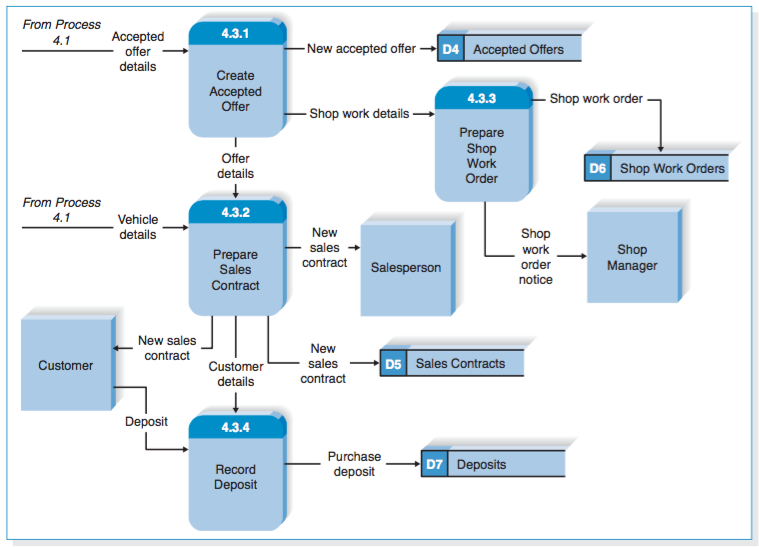 From Process
4.1
Accepted
offer
details
4.3.1
Create
Accepted
Offer
New accepted offer
D4 Accepted Offers
Shop work details
4.3.3
Prepare
Shop
Work
Order
Shop work order
D6 Shop Work Orders
Offer
details
From Process
4.1
Vehicle
details
4.3.2
Prepare
Sales
Contract
New
sales
contract
Salesperson
Shop
work
order
notice
Shop
Manager
Customer
New sales
contract
Customer
details
New
sales
contract
D5 Sales Contracts
Deposit
4.3.4
Record
Deposit
Purchase
deposit
D7 Deposits